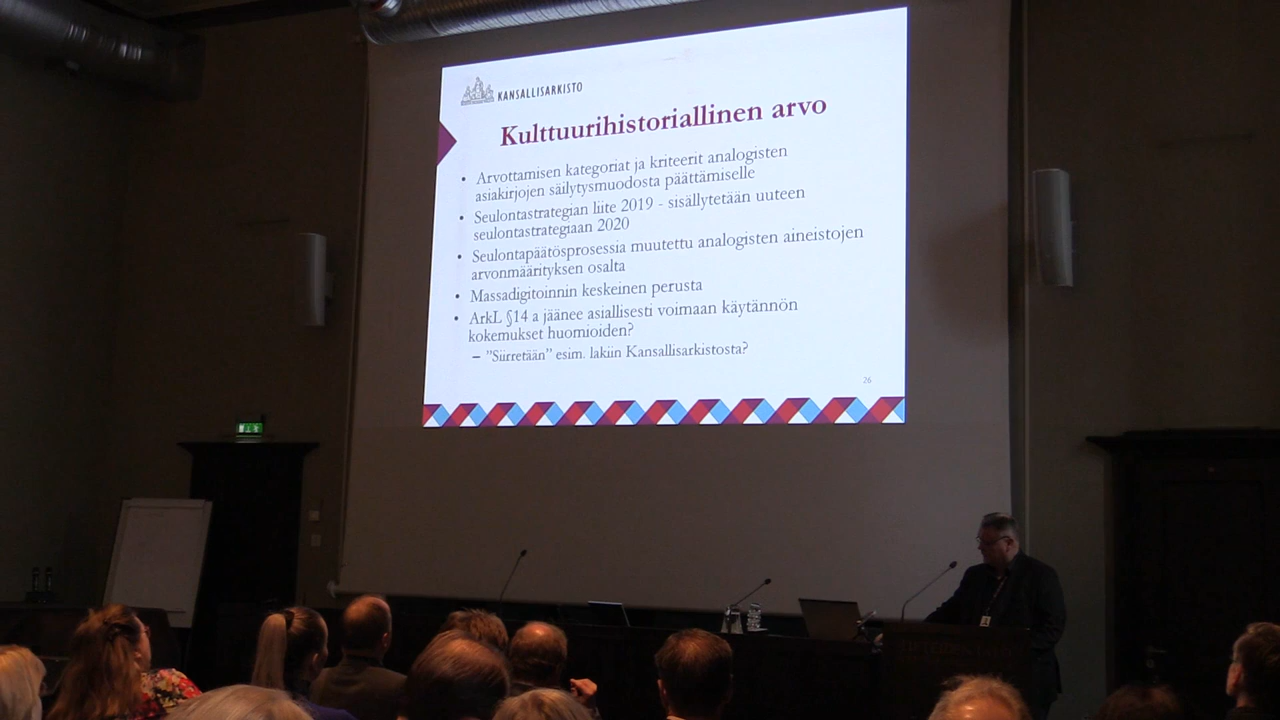 KANSALLISARKISTO
Kulttuurihistoriallinen arvo
• Arvottamisen kategoriat ja kriteerit analogisten
asiakirjojen säilytysmuodosta päättämiselle
• Seulontastrategian liite 2019 - sisällytetään uuteen
seulontastrategiaan 2020
• Seulontapäätösprosessia muutettu analogisten aineistojen
arvonmäärityksen osalta
• Massadigitoinnin keskeinen perusta
• ArkL §14 a jäänee asiallisesti voimaan käytännön
kokemukset huomioiden?
– ”Siirretään” esim. lakiin Kansallisarkistosta?
26